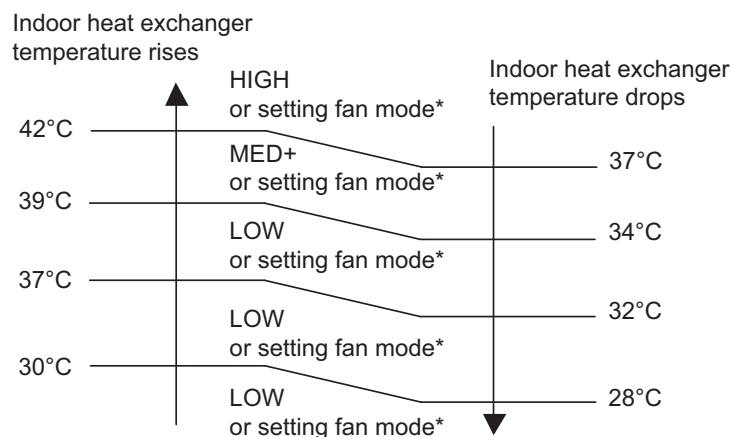 Indoor heat exchanger
temperature rises
Indoor heat exchanger
temperature drops
HIGH
or setting fan mode*
42°C
37°C
MED+
or setting fan mode*
39°C
34°C
LOW
or setting fan mode*
37°C
32°C
LOW
or setting fan mode*
30°C
28°C
LOW
or setting fan mode*